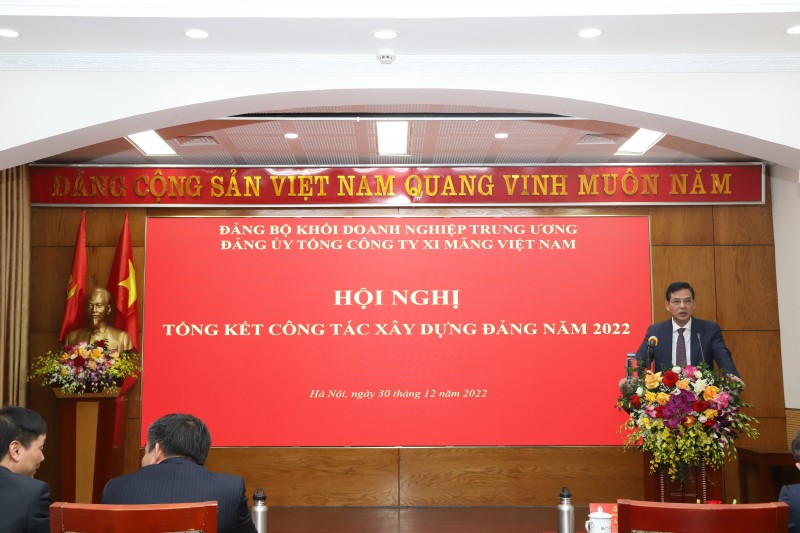 ĐẢNG CỘNG SẢN VIỆT NAM QUANG VINH MUÔN NĂM
ĐẢNG BỘ KHỐI DOANH NGHIỆP TRUNG ƯƠNG
ĐẢNG ỦY TỔNG CÔNG TY XI MĂNG VIỆT NAM
HỘI NGHỊ
TỔNG KẾT CÔNG TÁC XÂY DỰNG ĐẢNG NĂM 2022
Hà Nội, ngày 30 tháng 12 năm 2022